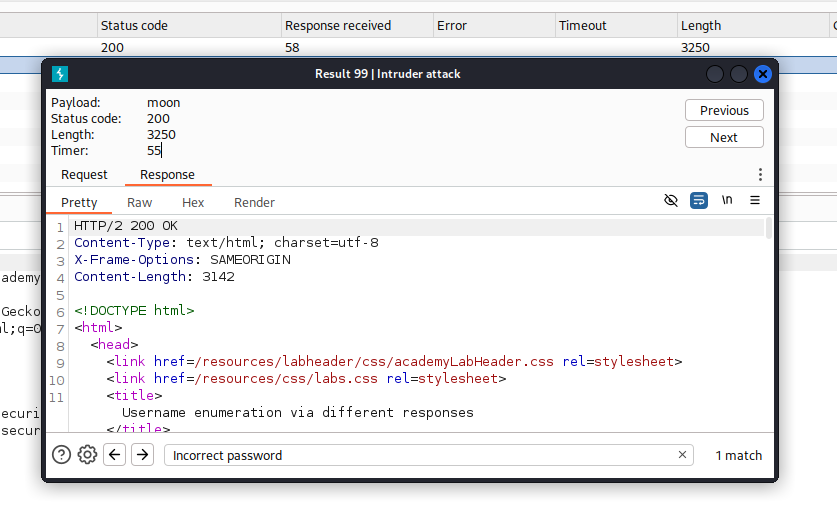 Status code Response received Error Timeout Length
200 58 3250
Result 99 | Intruder attack
Payload: moon
Status code: 200
Length: 3250
Timer: 55
Previous
Next
Request Response
Pretty Raw Hex Render \n
1 HTTP/2 200 OK
2 Content-Type: text/html; charset=utf-8
3 X-Frame-Options: SAMEORIGIN
4 Content-Length: 3142
5
6 <!DOCTYPE html>
7 <html>
8 <head>
9 <link href=/resources/labheader/css/academyLabHeader.css rel=stylesheet>
10 <link href=/resources/css/labs.css rel=stylesheet>
11 <title>
Username enumeration via different responses
</title>
ademy
Gecko
l;q=0
ecuri
secur
Incorrect password 1 match